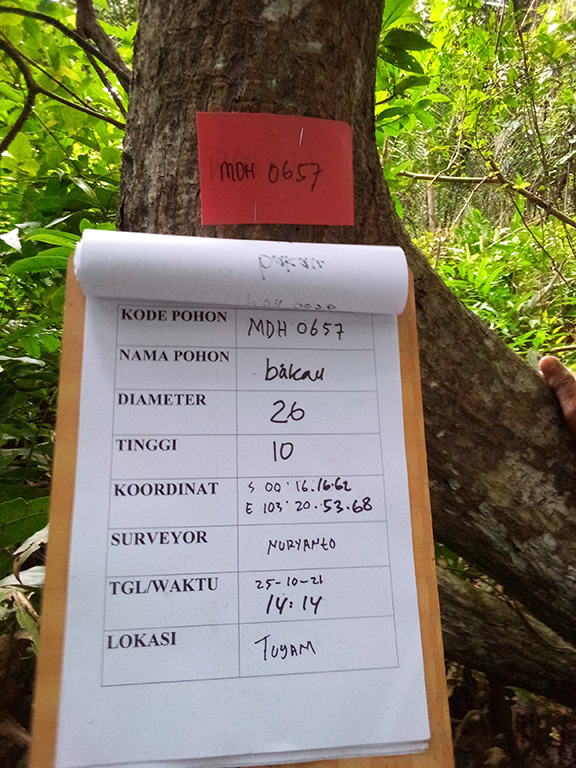 MDH 0657
bakau
KODE POHON MDH 0657
NAMA POHON bakau
DIAMETER 26
TINGGI 10
KOORDINAT S 00° 16.16.62
E 103° 20.53.68
SURVEYOR NURYANTO
TGL/WAKTU 25-10-21
14:14
LOKASI TUYAM